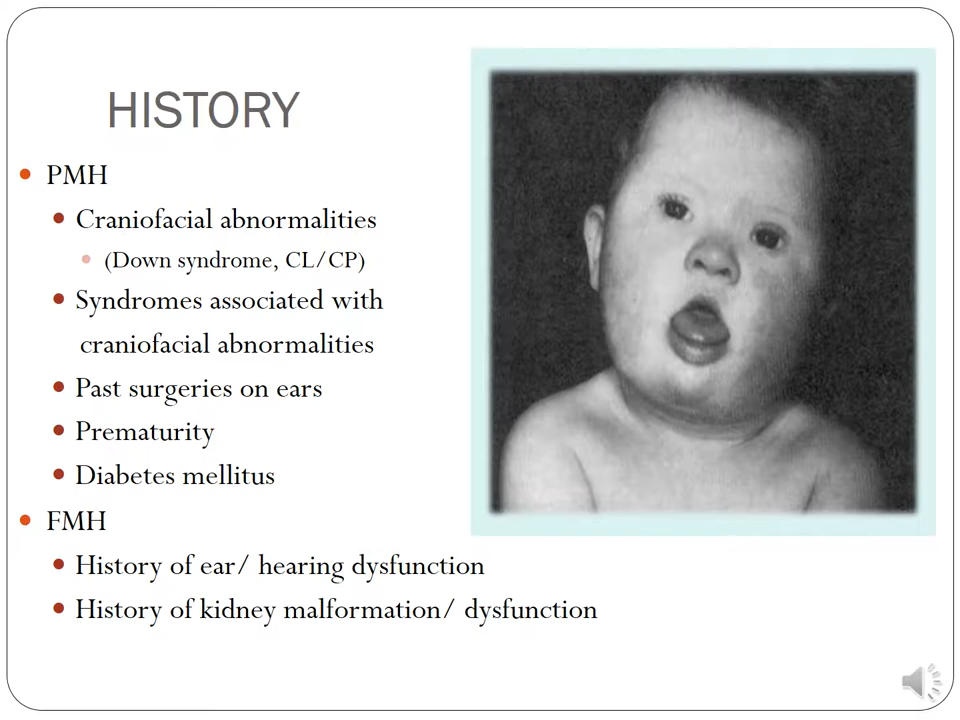 HISTORY
PMH
Craniofacial abnormalities
(Down syndrome, CL/CP)
Syndromes associated with
craniofacial abnormalities
Past surgeries on ears
Prematurity
Diabetes mellitus
FMH
History of ear/ hearing dysfunction
History of kidney malformation/ dysfunction